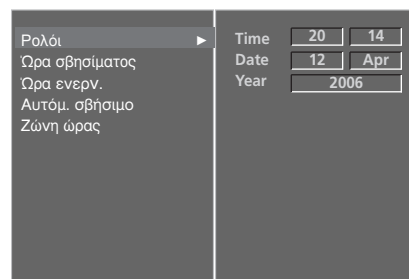 Ρολόι ►
Ώρα σβησίματος
Ώρα ενεργ.
Αυτόμ. σβήσιμο
Ζώνη ώρας
Time 20 14
Date 12 Apr
Year 2006